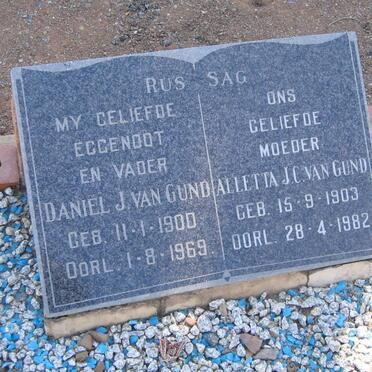 RUS SAG
MY GELIEFDE
EGGENOOT
EN VADER
DANIEL J. VAN GUND
GEB. 11-1-1900
OORL. 1-8-1969.
ONS
GELIEFDE
MOEDER
ALLETTA J.C. VAN GUND
GEB. 15-9-1903
OORL. 28-4-1982